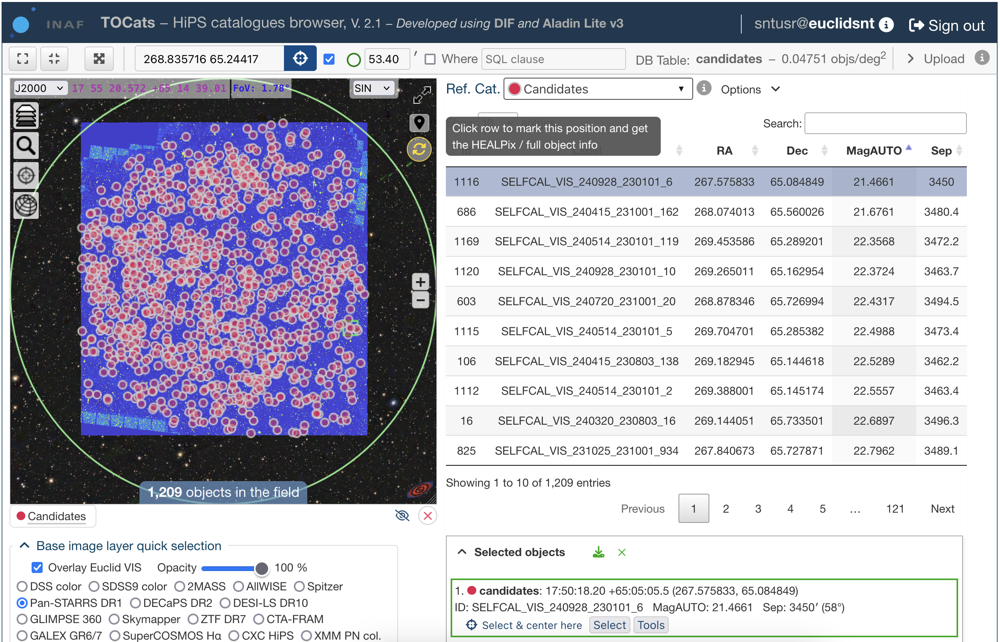 INAF TOCats – HiPS catalogues browser, V. 2.1 – Developed using DIF and Aladin Lite v3 sntusr@euclidsnt Sign out
268.835716 65.24417 53.40 ′ Where SQL clause DB Table: candidates – 0.04751 objs/deg2 Upload
J2000 17 55 20.572 +65 14 39.01 FoV: 1.78° SIN
Ref. Cat. Candidates Options
Show 10 entries
Search:
Click row to mark this position and get
the HEALPix / full object info
Id Label RA Dec MagAUTO Sep
1116 SELFCAL_VIS_240928_230101_6 267.575833 65.084849 21.4661 3450
686 SELFCAL_VIS_240415_231001_162 268.074013 65.560026 21.6761 3480.4
1169 SELFCAL_VIS_240514_230101_119 269.453586 65.289201 22.3568 3472.2
1120 SELFCAL_VIS_240928_230101_10 269.265011 65.162954 22.3724 3463.7
603 SELFCAL_VIS_240720_231001_20 268.878346 65.726994 22.4317 3494.5
1115 SELFCAL_VIS_240514_230101_5 269.704701 65.285382 22.4988 3473.4
106 SELFCAL_VIS_240415_230803_138 269.182945 65.144618 22.5289 3462.2
1112 SELFCAL_VIS_240514_230101_2 269.388001 65.145174 22.5557 3463.4
16 SELFCAL_VIS_240320_230803_16 269.144051 65.733501 22.6897 3496.3
825 SELFCAL_VIS_231025_231001_934 267.840673 65.727871 22.7962 3489.1
Showing 1 to 10 of 1,209 entries
Previous 1 2 3 4 5 … 121 Next
1,209 objects in the field
Candidates
Base image layer quick selection
Overlay Euclid VIS Opacity 100 %
DSS color SDSS9 color 2MASS AllWISE Spitzer
Pan-STARRS DR1 DECaPS DR2 DESI-LS DR10
GLIMPSE 360 Skymapper ZTF DR7 CTA-FRAM
GALEX GR6/7 SuperCOSMOS Hα CXC HiPS XMM PN col.
Selected objects
1. candidates: 17:50:18.20 +65:05:05.5 (267.575833, 65.084849)
ID: SELFCAL_VIS_240928_230101_6 MagAUTO: 21.4661 Sep: 3450′ (58°)
Select & center here Select Tools